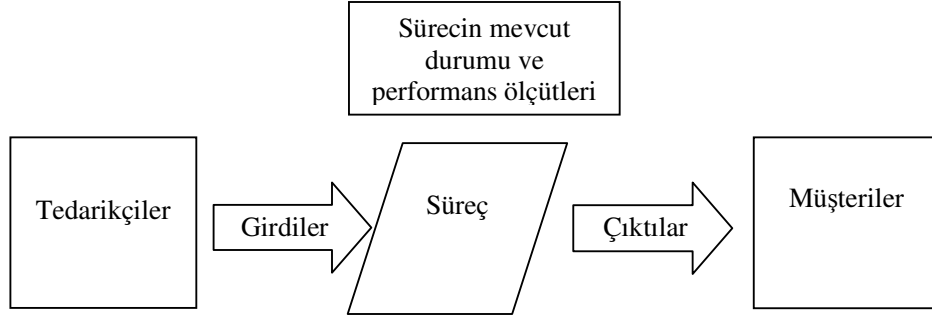 Sürecin mevcut
durumu ve
performans ölçütleri
Tedarikçiler
Girdiler
Süreç
Çıktılar
Müşteriler